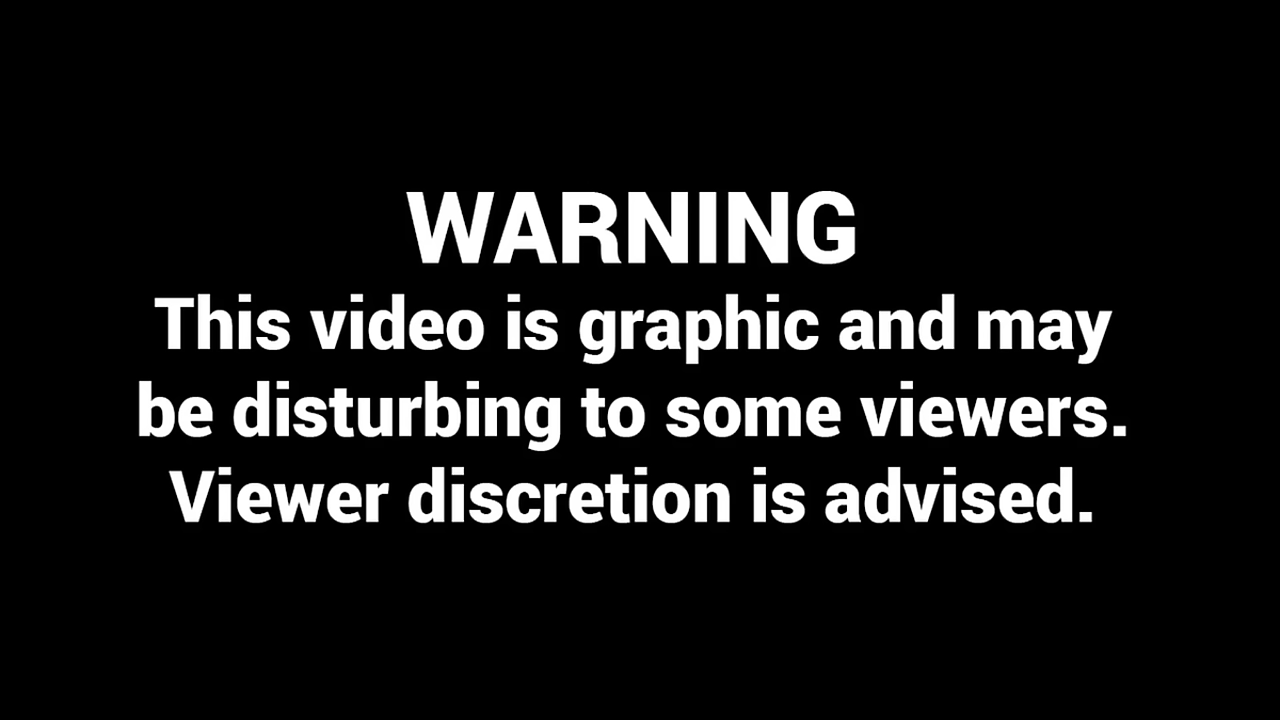 WARNING
This video is graphic and may
be disturbing to some viewers.
Viewer discretion is advised.